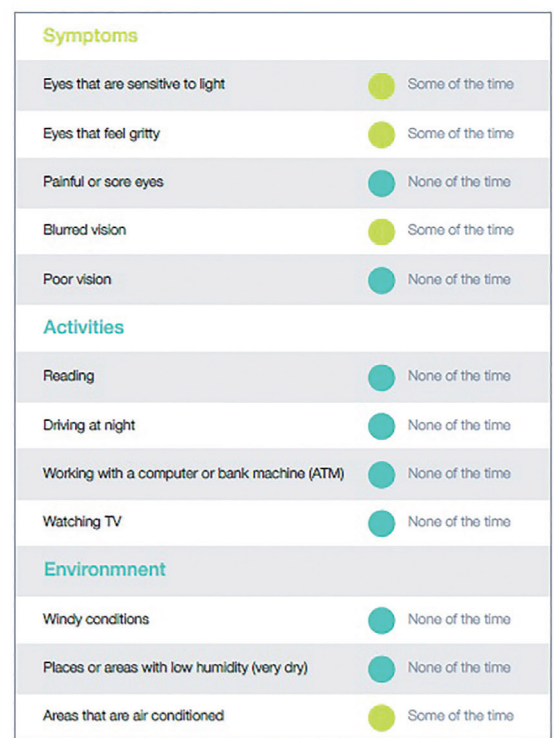 Symptoms
Eyes that are sensitive to light Some of the time
Eyes that feel gritty Some of the time
Painful or sore eyes None of the time
Blurred vision Some of the time
Poor vision None of the time
Activities
Reading None of the time
Driving at night None of the time
Working with a computer or bank machine (ATM) None of the time
Watching TV None of the time
Environmnent
Windy conditions None of the time
Places or areas with low humidity (very dry) None of the time
Areas that are air conditioned Some of the time